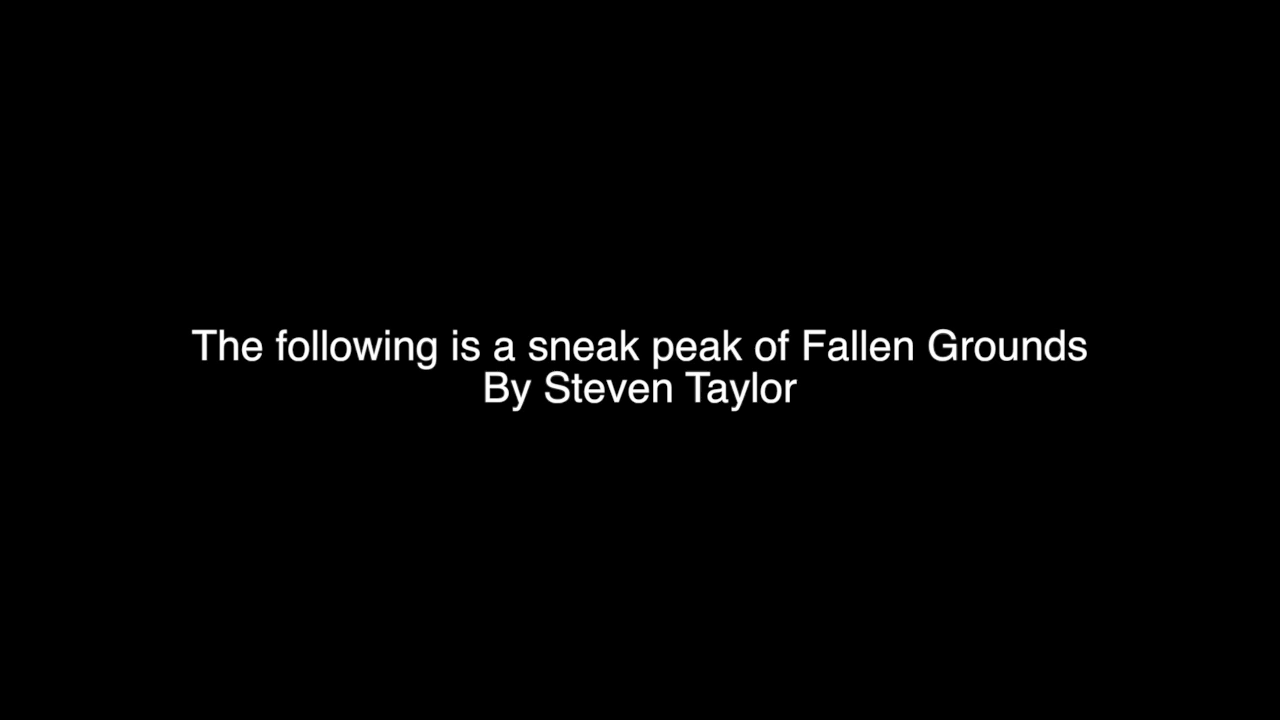 The following is a sneak peak of Fallen Grounds
By Steven Taylor